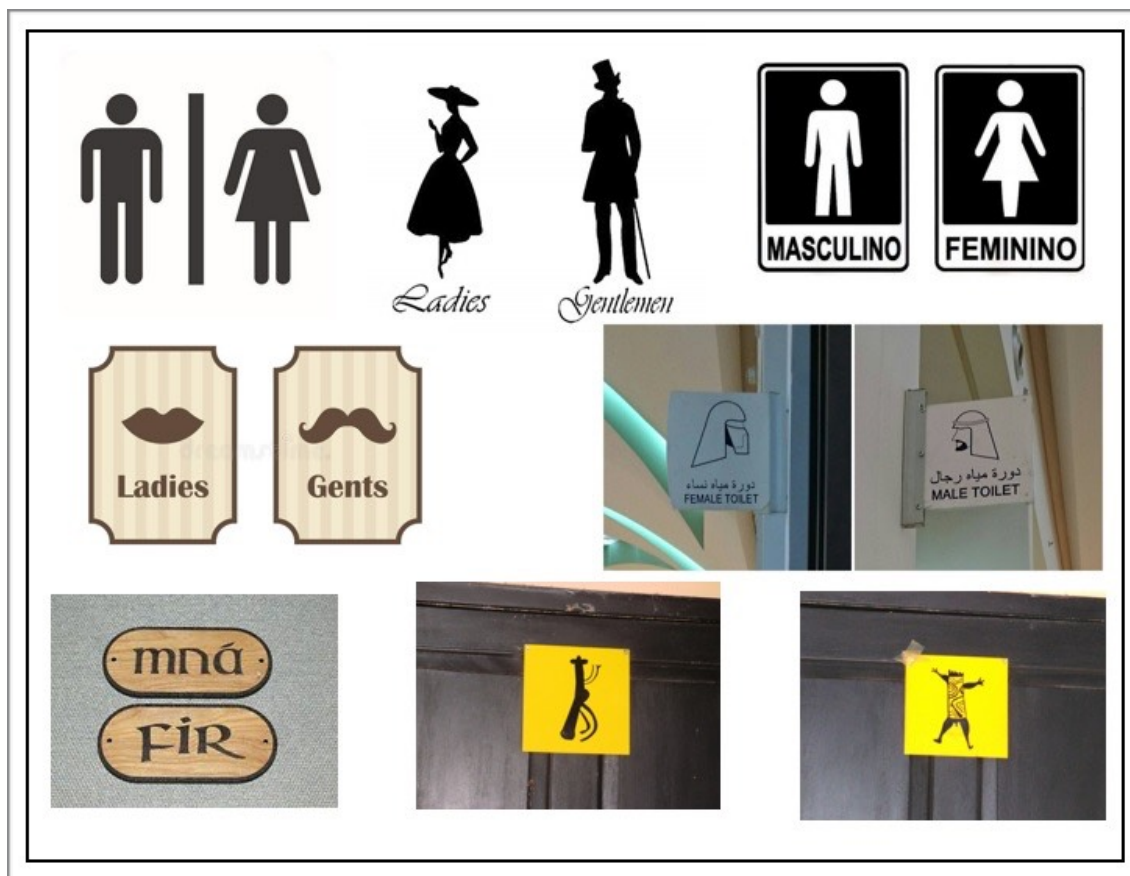 Ladies
Gentlemen
MASCULINO
FEMININO
Ladies
Gents
دورة مياه نساء
FEMALE TOILET
دورة مياه رجال
MALE TOILET
mná
FIR